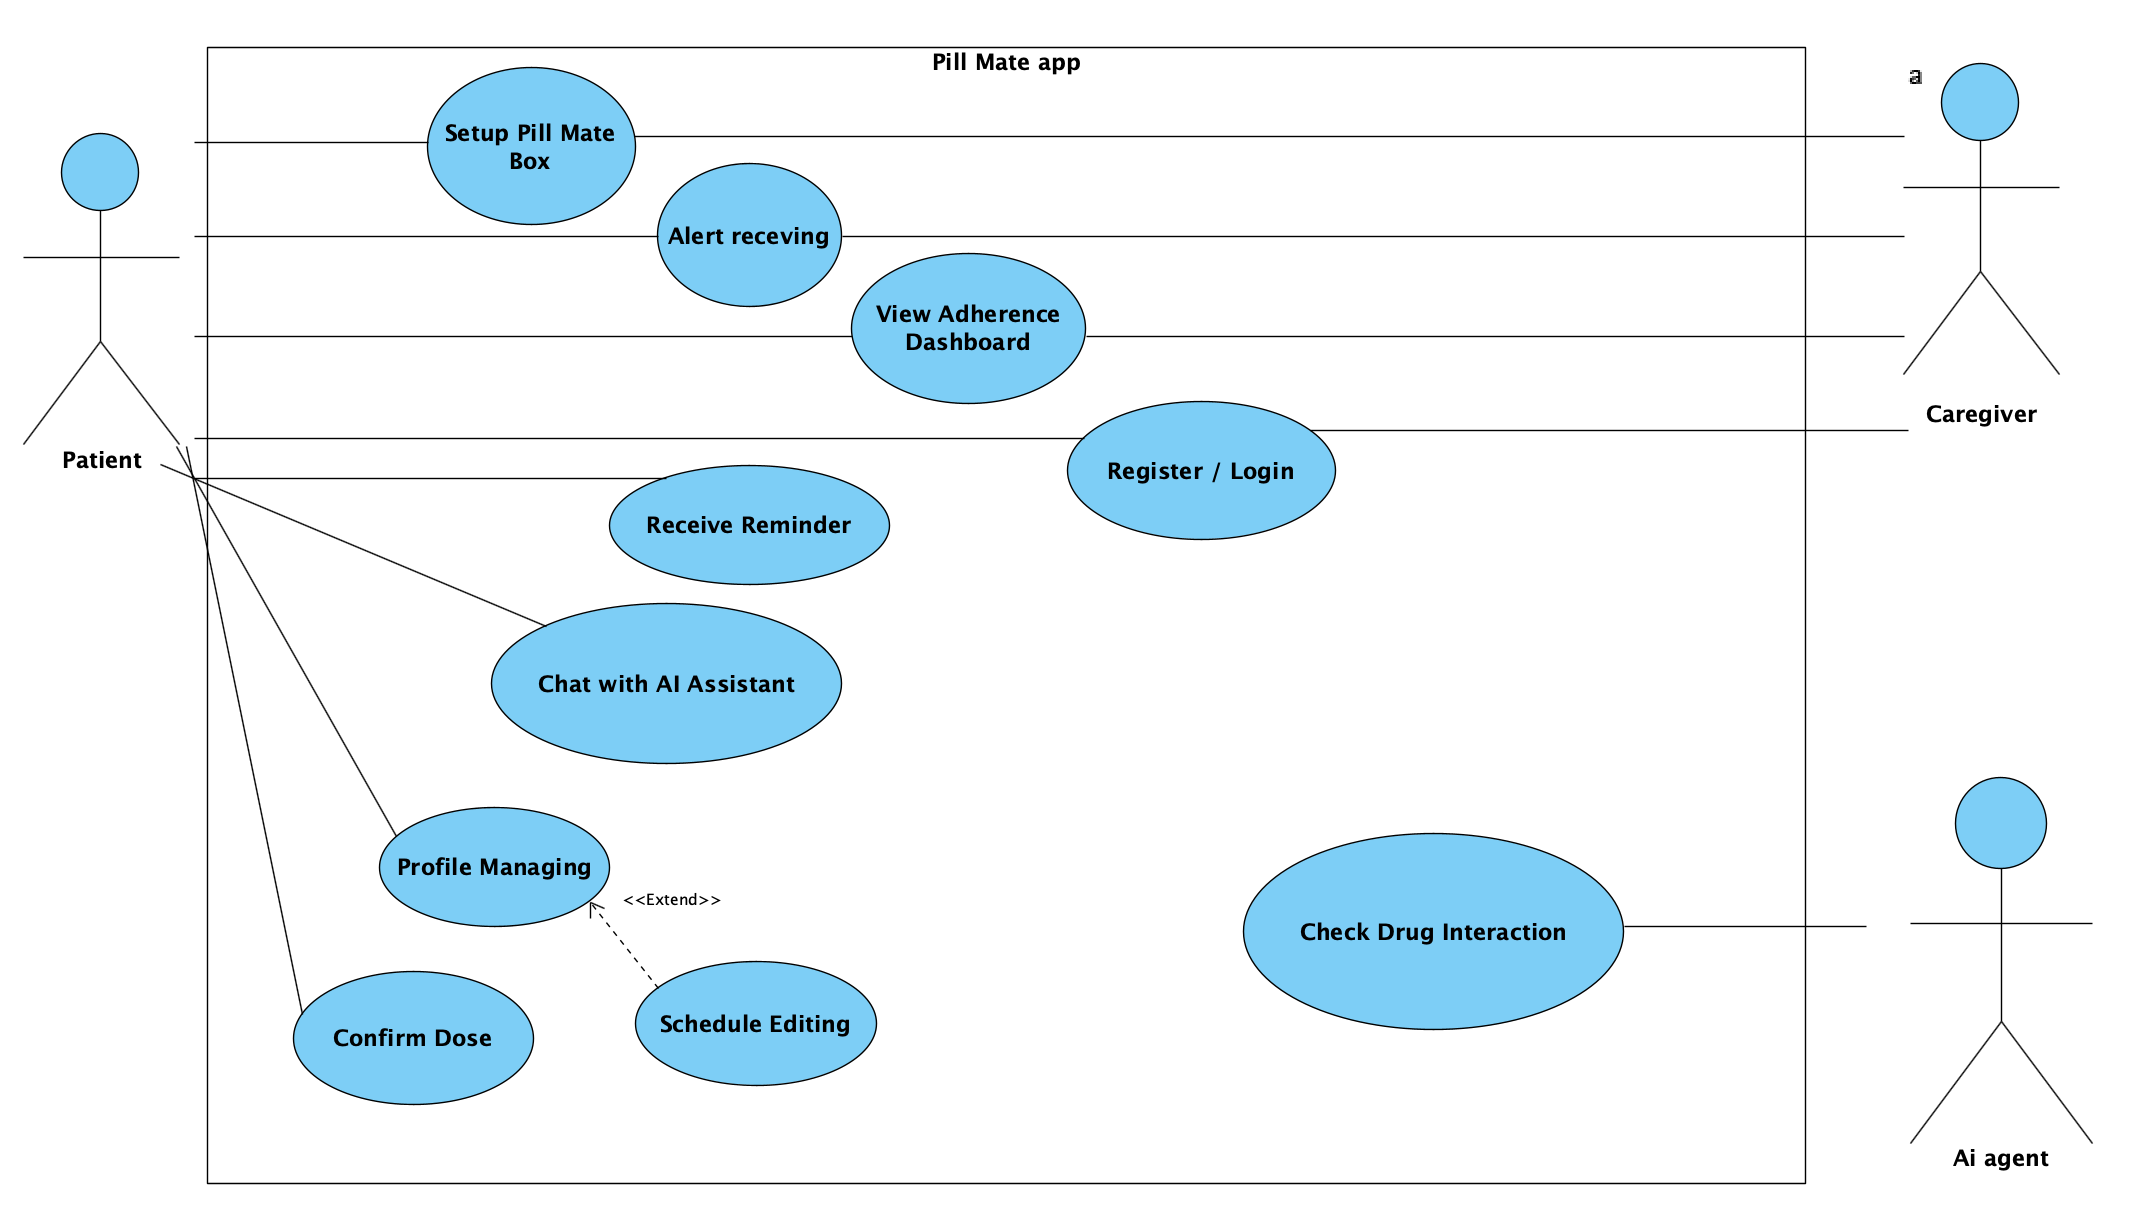 Pill Mate app
a
Setup Pill Mate
Box
Alert receving
View Adherence
Dashboard
Caregiver
Patient
Register / Login
Receive Reminder
Chat with AI Assistant
Profile Managing
<<Extend>>
Check Drug Interaction
Schedule Editing
Confirm Dose
Ai agent